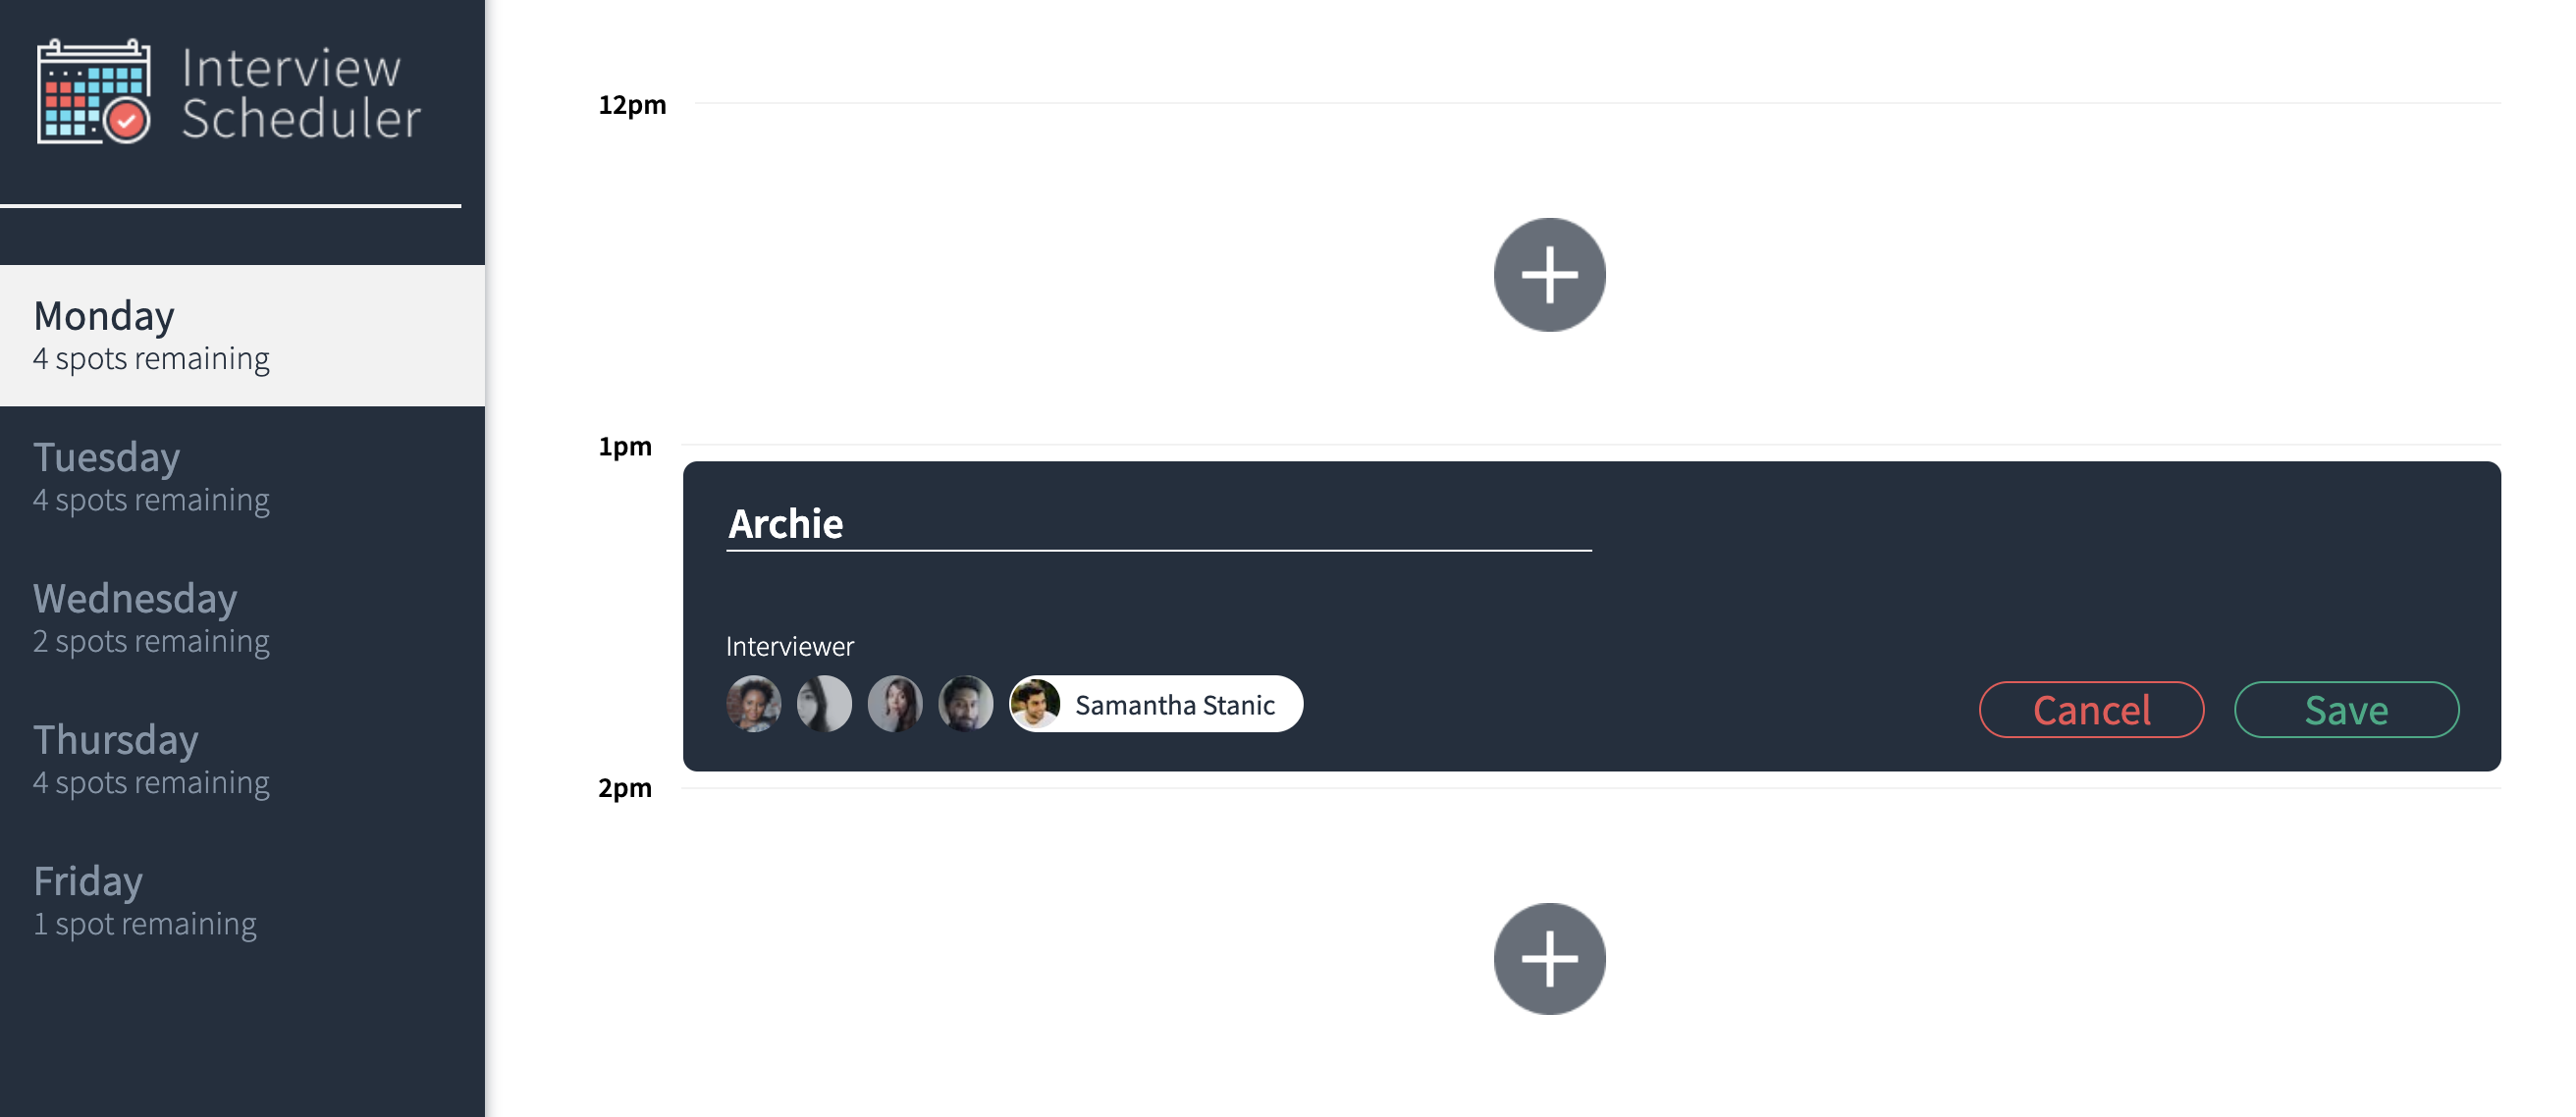 Interview
Scheduler
Monday
4 spots remaining
Tuesday
4 spots remaining
Wednesday
2 spots remaining
Thursday
4 spots remaining
Friday
1 spot remaining
12pm
1pm
Archie
Interviewer
Samantha Stanic
Cancel
Save
2pm